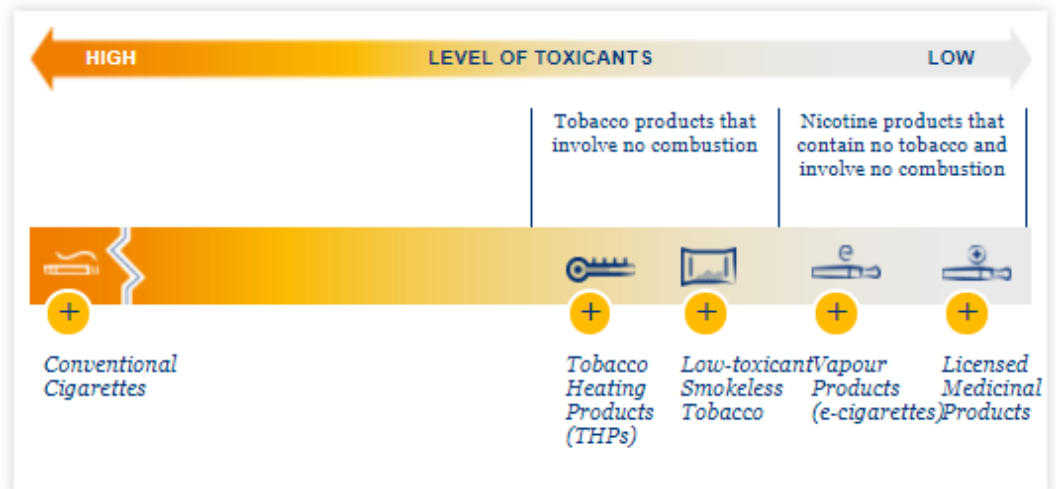 HIGH LEVEL OF TOXICANTS LOW
Tobacco products that
involve no combustion
Nicotine products that
contain no tobacco and
involve no combustion
e
+ + + + +
Conventional
Cigarettes
Tobacco
Heating
Products
(THPs)
Low-toxicant
Smokeless
Tobacco
Vapour
Products
(e-cigarettes)
Licensed
Medicinal
Products